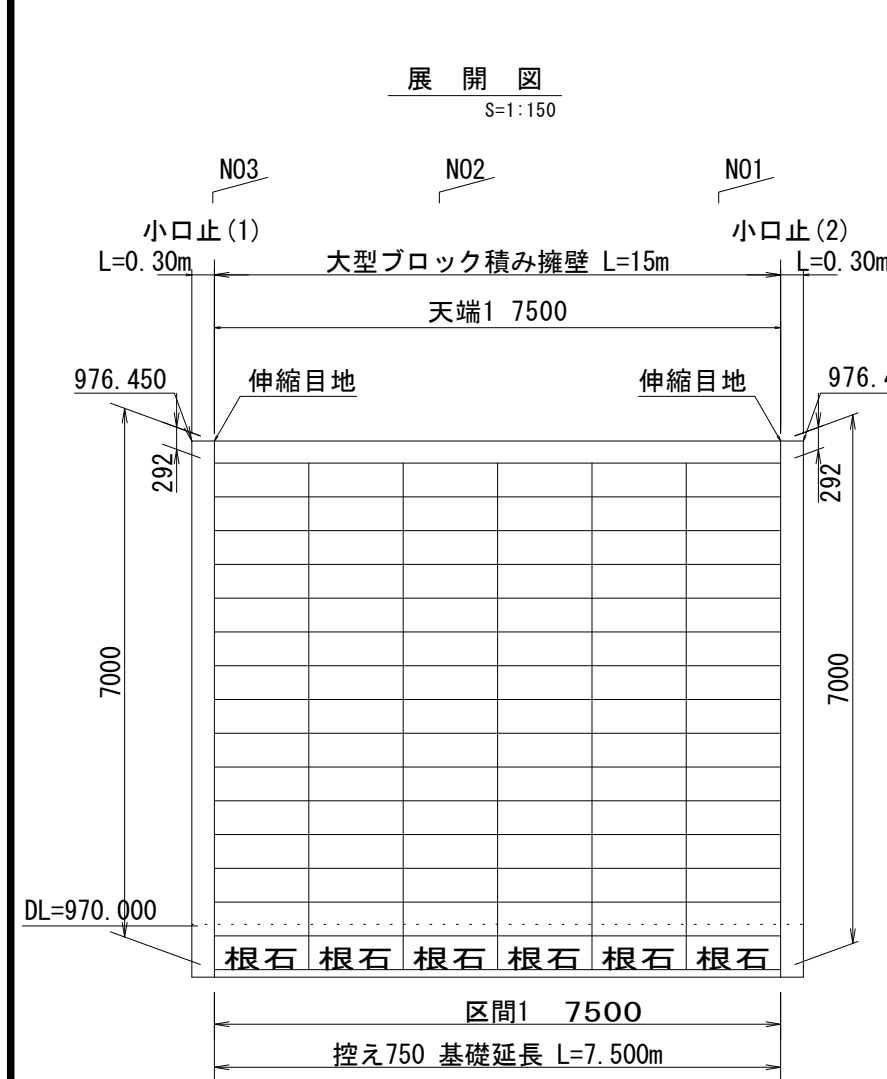 展 開 図
S=1:150
NO3 NO2 NO1
小口止(1) 小口止(2)
L=0.30m 大型ブロック積み擁壁 L=15m L=0.30m
天端1 7500
976.450 伸縮目地 伸縮目地 976.4
292 292
7000 7000
DL=970.000
根石 根石 根石 根石 根石 根石
区間1 7500
控え750 基礎延長 L=7.500m